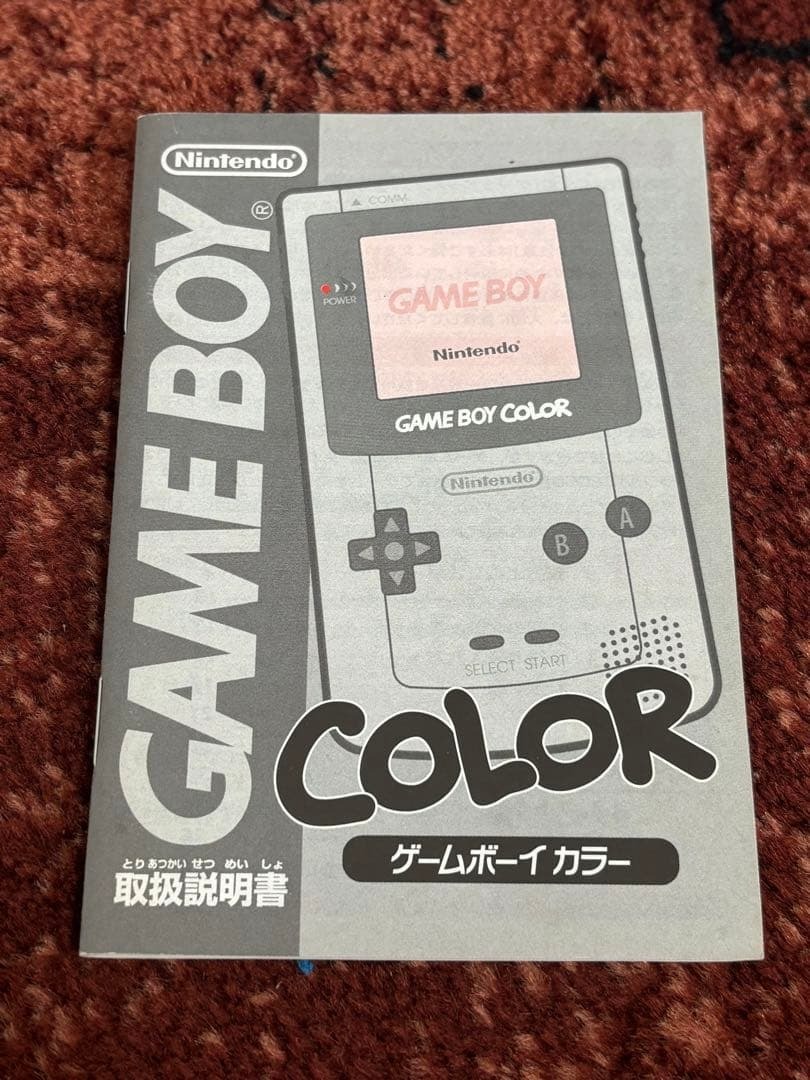 Nintendo®
GAME BOY®
COMM.
POWER
GAME BOY
Nintendo®
GAME BOY COLOR
Nintendo
B
A
SELECT START
COLOR
ゲームボーイ カラー
とり あつかい せつ めい しょ
取扱説明書